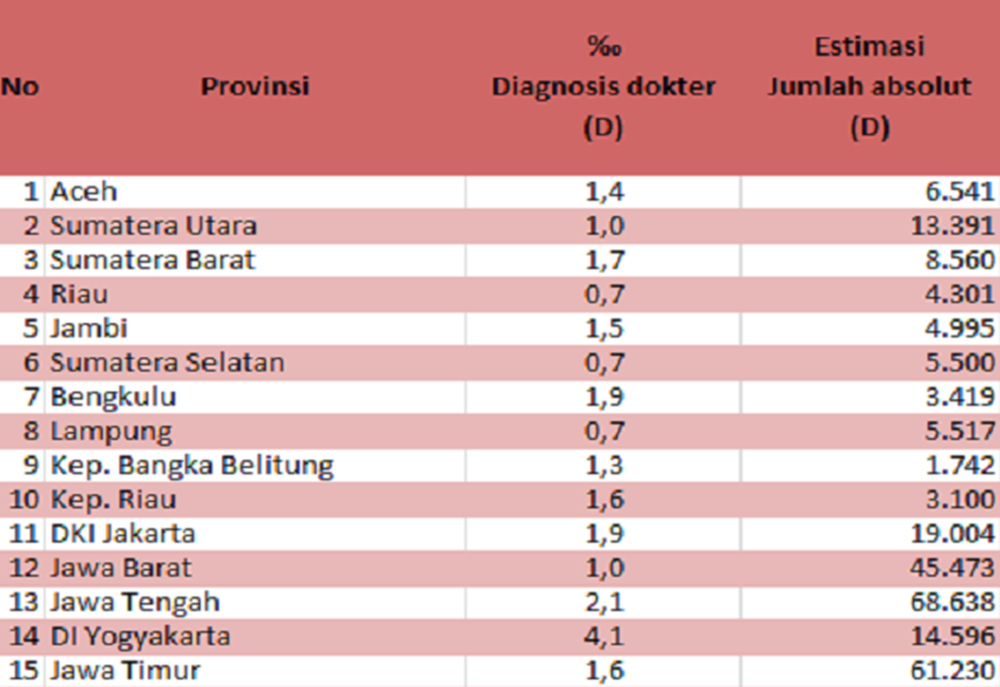 No Provinsi ‰ Diagnosis dokter (D) Estimasi Jumlah absolut (D)
1 Aceh 1,4 6.541
2 Sumatera Utara 1,0 13.391
3 Sumatera Barat 1,7 8.560
4 Riau 0,7 4.301
5 Jambi 1,5 4.995
6 Sumatera Selatan 0,7 5.500
7 Bengkulu 1,9 3.419
8 Lampung 0,7 5.517
9 Kep. Bangka Belitung 1,3 1.742
10 Kep. Riau 1,6 3.100
11 DKI Jakarta 1,9 19.004
12 Jawa Barat 1,0 45.473
13 Jawa Tengah 2,1 68.638
14 DI Yogyakarta 4,1 14.596
15 Jawa Timur 1,6 61.230